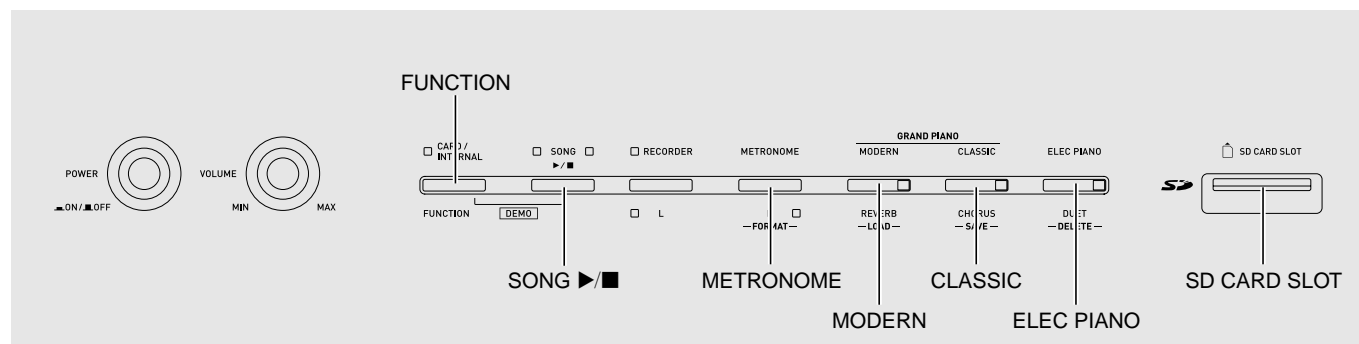 FUNCTION
GRAND PIANO
CARD / INTERNAL
SONG
▶/■
RECORDER
METRONOME
MODERN
CLASSIC
ELEC PIANO
SD CARD SLOT
POWER
ON/ OFF
VOLUME
MIN
MAX
SD
FUNCTION
DEMO
L
REVERB
CHORUS
DUET
FORMAT
LOAD
SAVE
DELETE
SONG ▶/■
METRONOME
CLASSIC
SD CARD SLOT
MODERN
ELEC PIANO